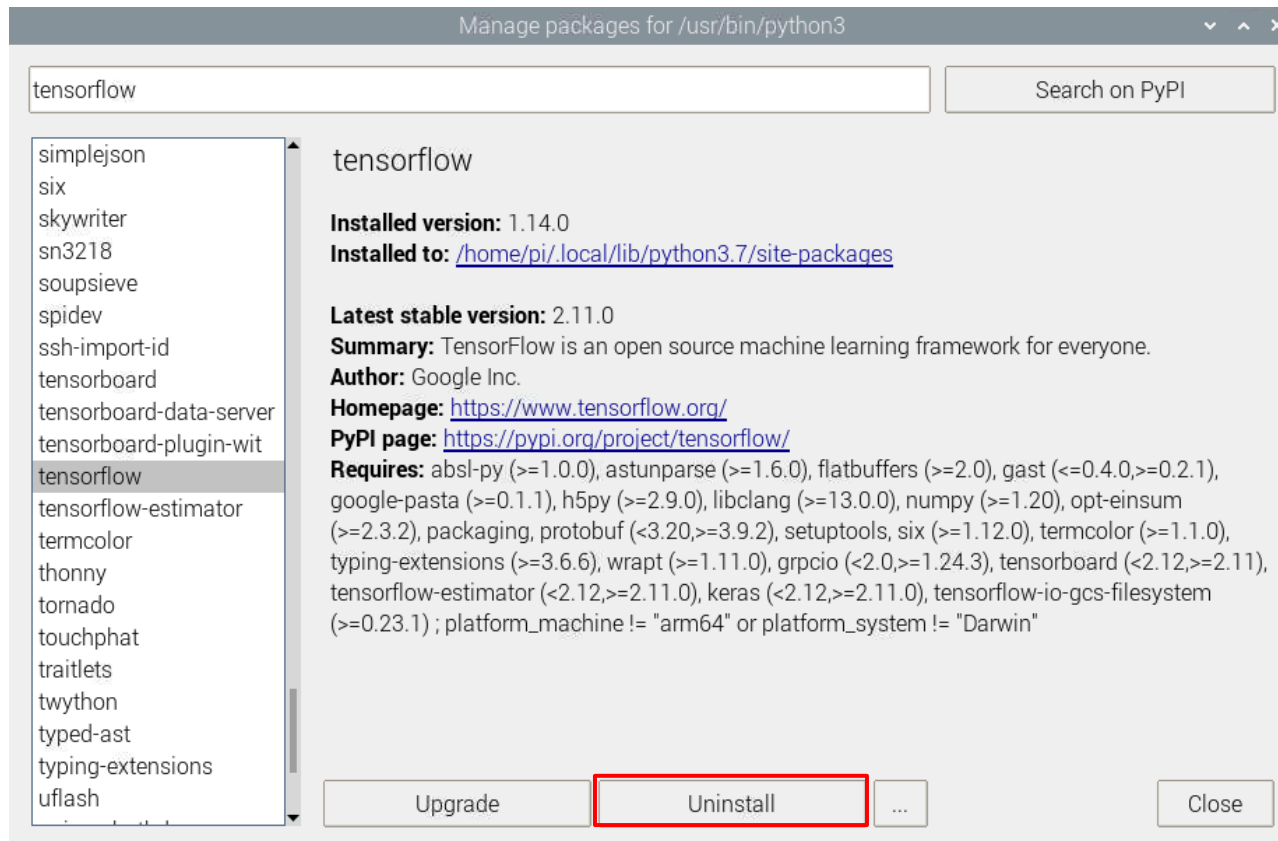 Manage packages for /usr/bin/python3
tensorflow
Search on PyPI
simplejson
six
skywriter
sn3218
soupsieve
spidev
ssh-import-id
tensorboard
tensorboard-data-server
tensorboard-plugin-wit
tensorflow
tensorflow-estimator
termcolor
thonny
tornado
touchphat
traitlets
twython
typed-ast
typing-extensions
uflash
tensorflow
Installed version: 1.14.0
Installed to: /home/pi/.local/lib/python3.7/site-packages
Latest stable version: 2.11.0
Summary: TensorFlow is an open source machine learning framework for everyone.
Author: Google Inc.
Homepage: https://www.tensorflow.org/
PyPI page: https://pypi.org/project/tensorflow/
Requires: absl-py (>=1.0.0), astunparse (>=1.6.0), flatbuffers (>=2.0), gast (<=0.4.0,>=0.2.1),
google-pasta (>=0.1.1), h5py (>=2.9.0), libclang (>=13.0.0), numpy (>=1.20), opt-einsum
(>=2.3.2), packaging, protobuf (<3.20,>=3.9.2), setuptools, six (>=1.12.0), termcolor (>=1.1.0),
typing-extensions (>=3.6.6), wrapt (>=1.11.0), grpcio (<2.0,>=1.24.3), tensorboard (<2.12,>=2.11),
tensorflow-estimator (<2.12,>=2.11.0), keras (<2.12,>=2.11.0), tensorflow-io-gcs-filesystem
(>=0.23.1) ; platform_machine != "arm64" or platform_system != "Darwin"
Upgrade
Uninstall
...
Close